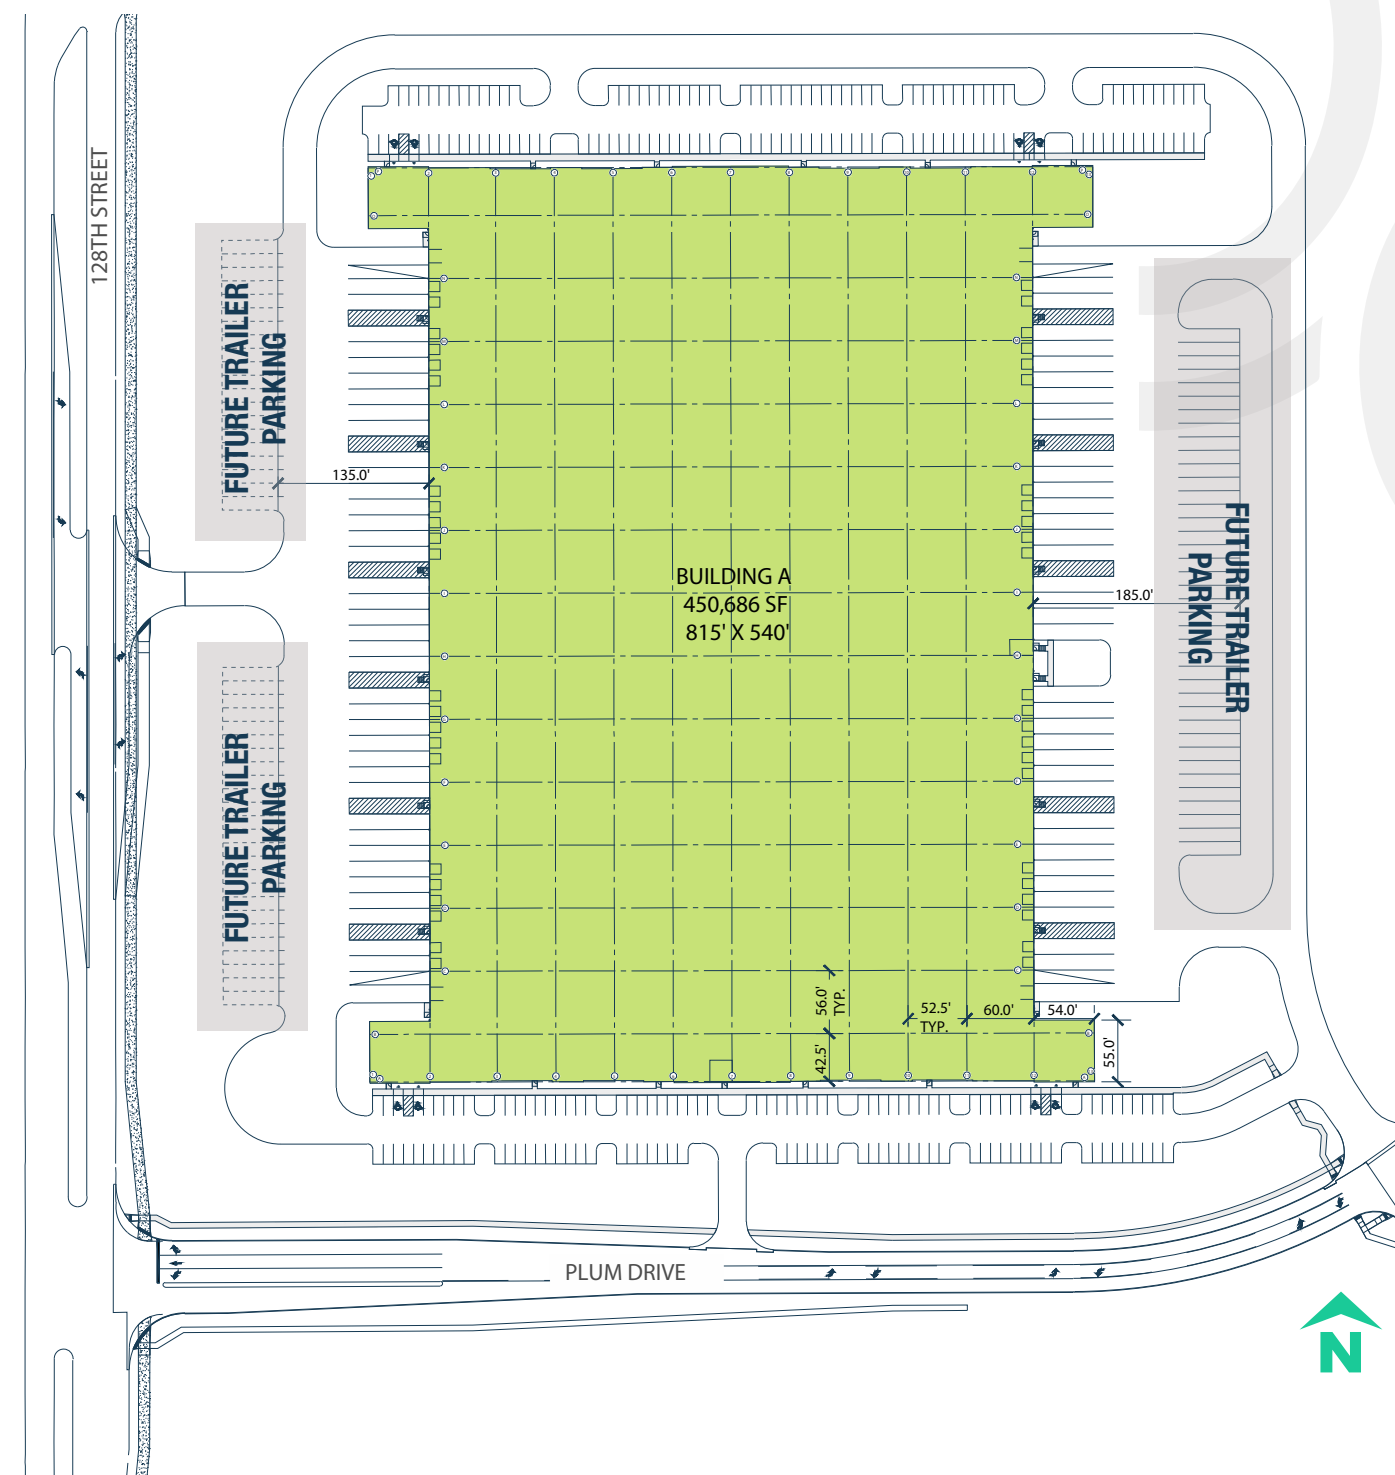 128TH STREET
FUTURE TRAILER
PARKING
135.0'
BUILDING A
450,686 SF
815' X 540'
185.0'
FUTURE TRAILER
PARKING
FUTURE TRAILER
PARKING
56.0'
TYP.
52.5'
TYP.
60.0'
54.0'
42.5'
55.0'
PLUM DRIVE
N